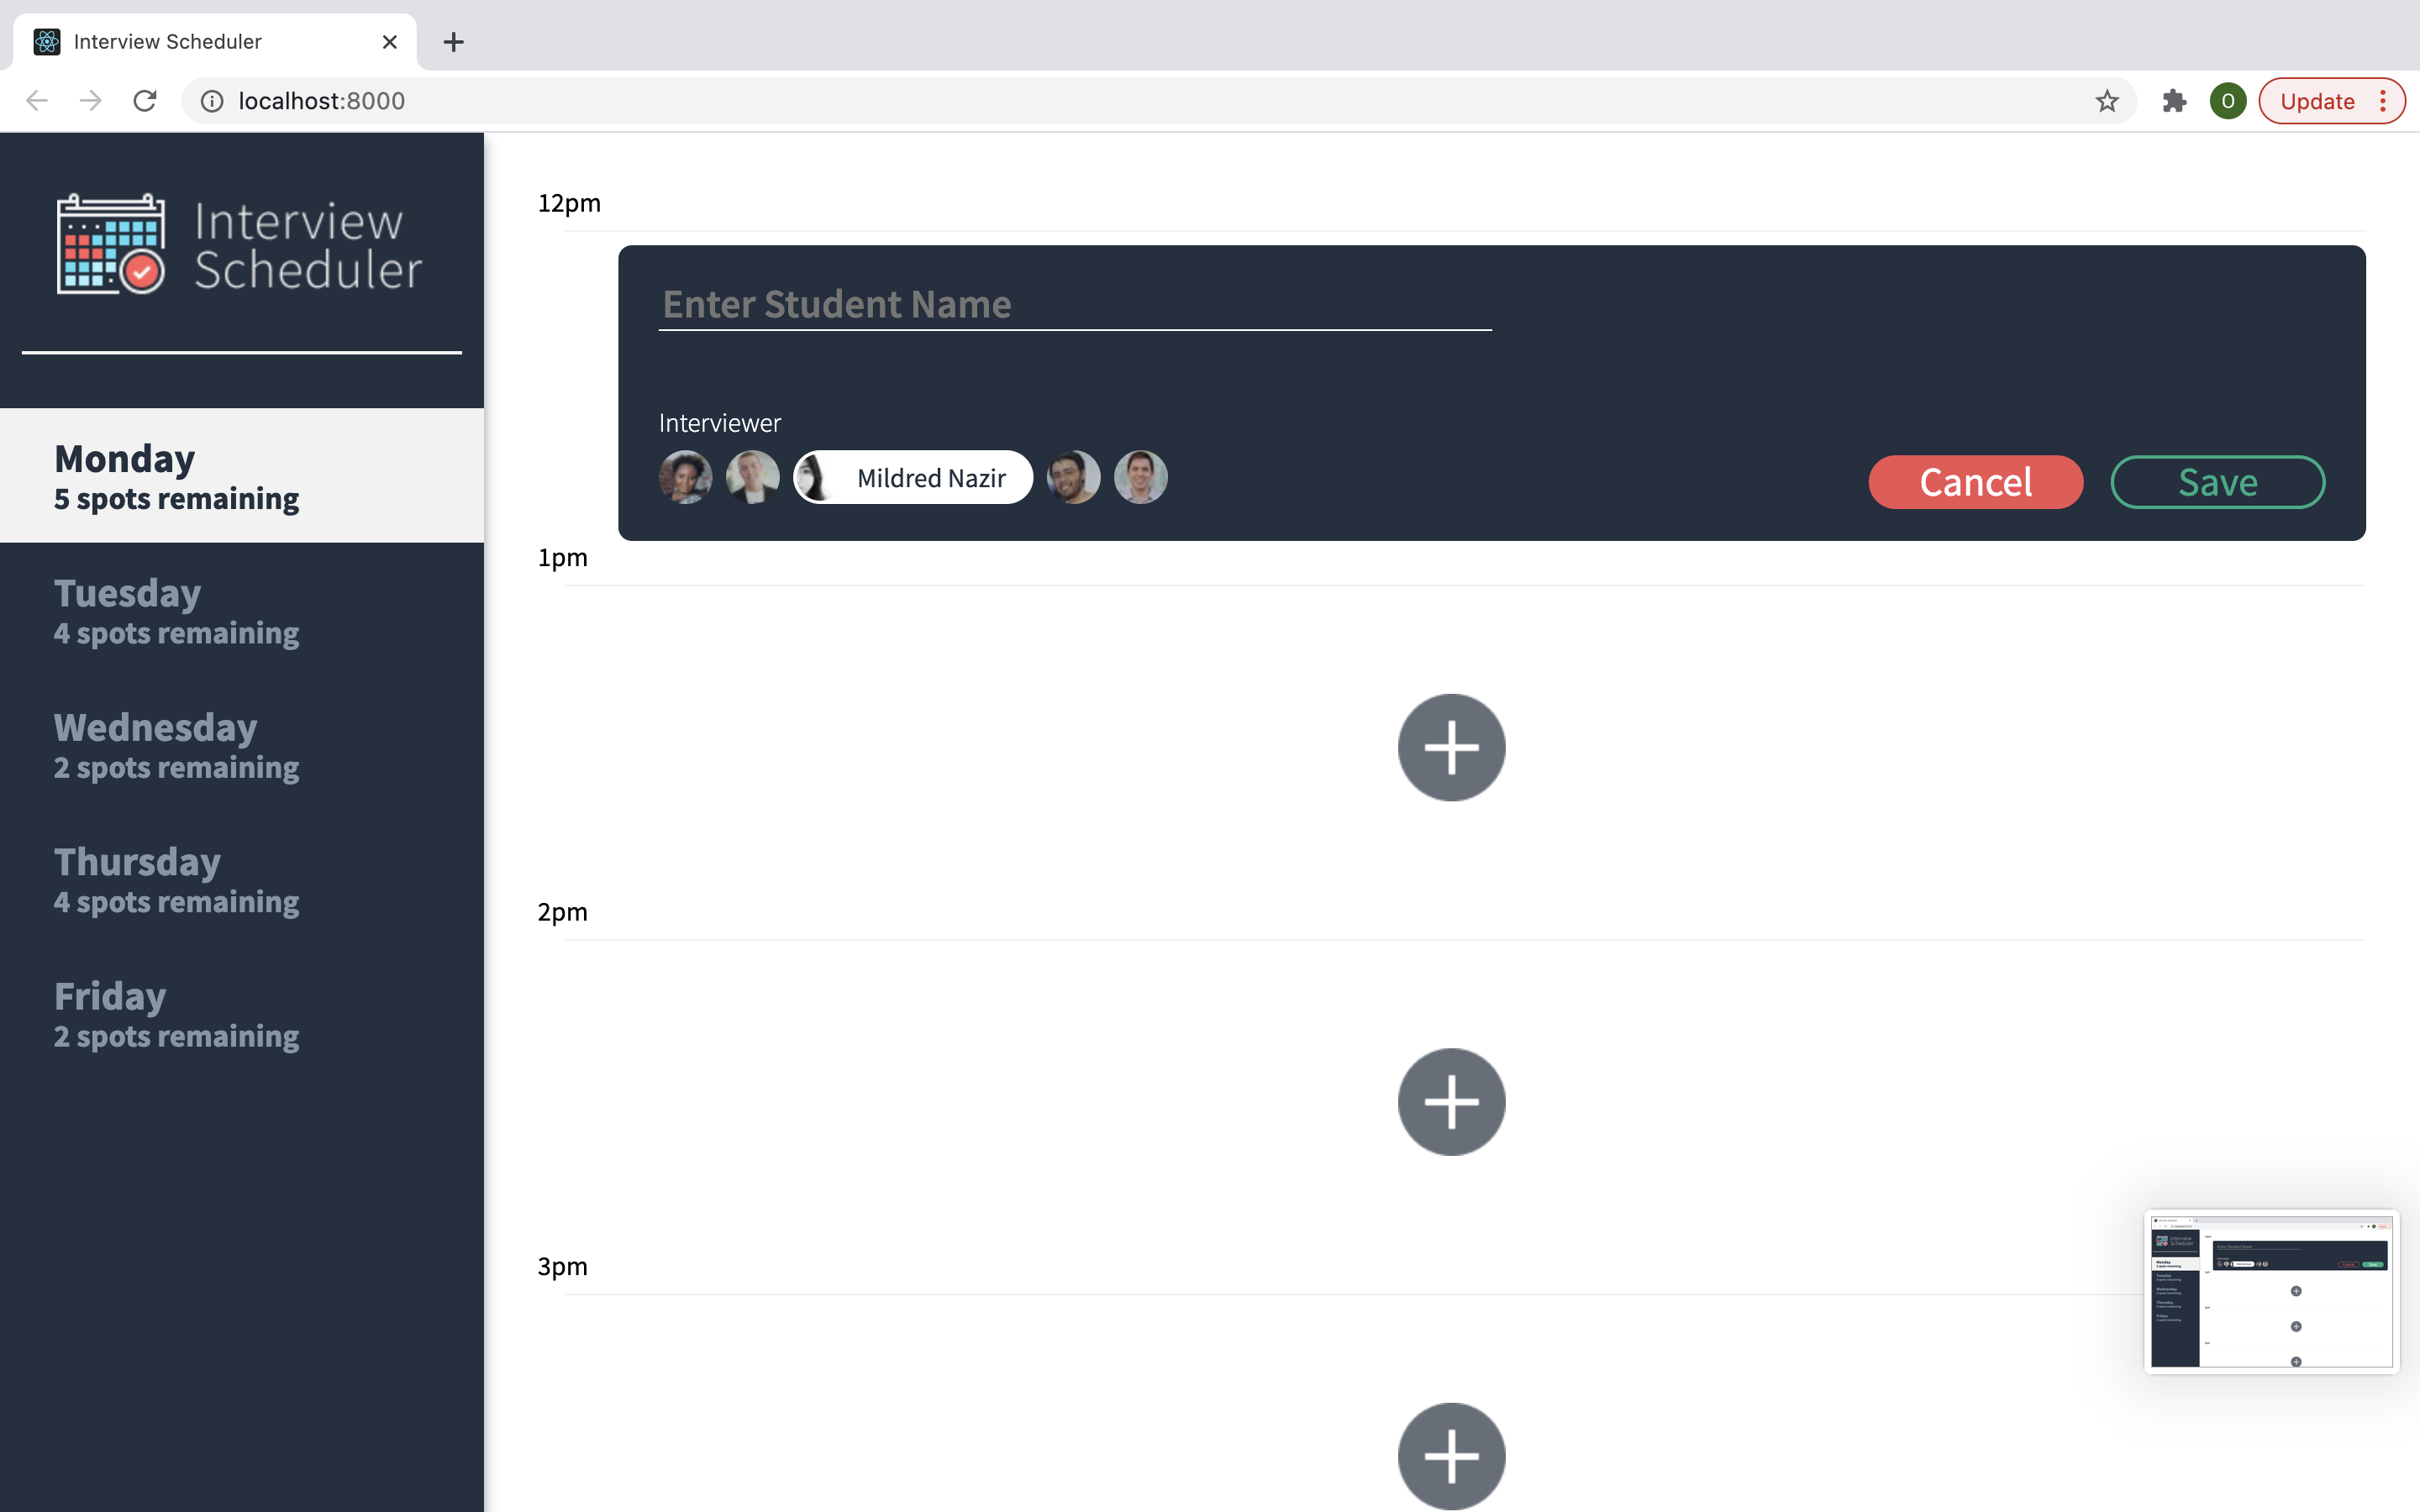 Interview Scheduler
localhost:8000
O
Update
Interview
Scheduler
Monday
5 spots remaining
Tuesday
4 spots remaining
Wednesday
2 spots remaining
Thursday
4 spots remaining
Friday
2 spots remaining
12pm
Enter Student Name
Interviewer
Mildred Nazir
Cancel
Save
1pm
2pm
3pm